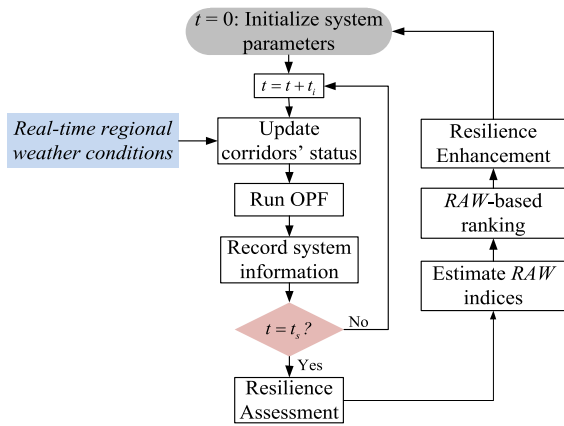 t = 0: Initialize system
parameters
t = t + t_i
Real-time regional
weather conditions
Update
corridors' status
Run OPF
Record system
information
t = t_s ?
No
Yes
Resilience
Assessment
Resilience
Enhancement
RAW-based
ranking
Estimate RAW
indices